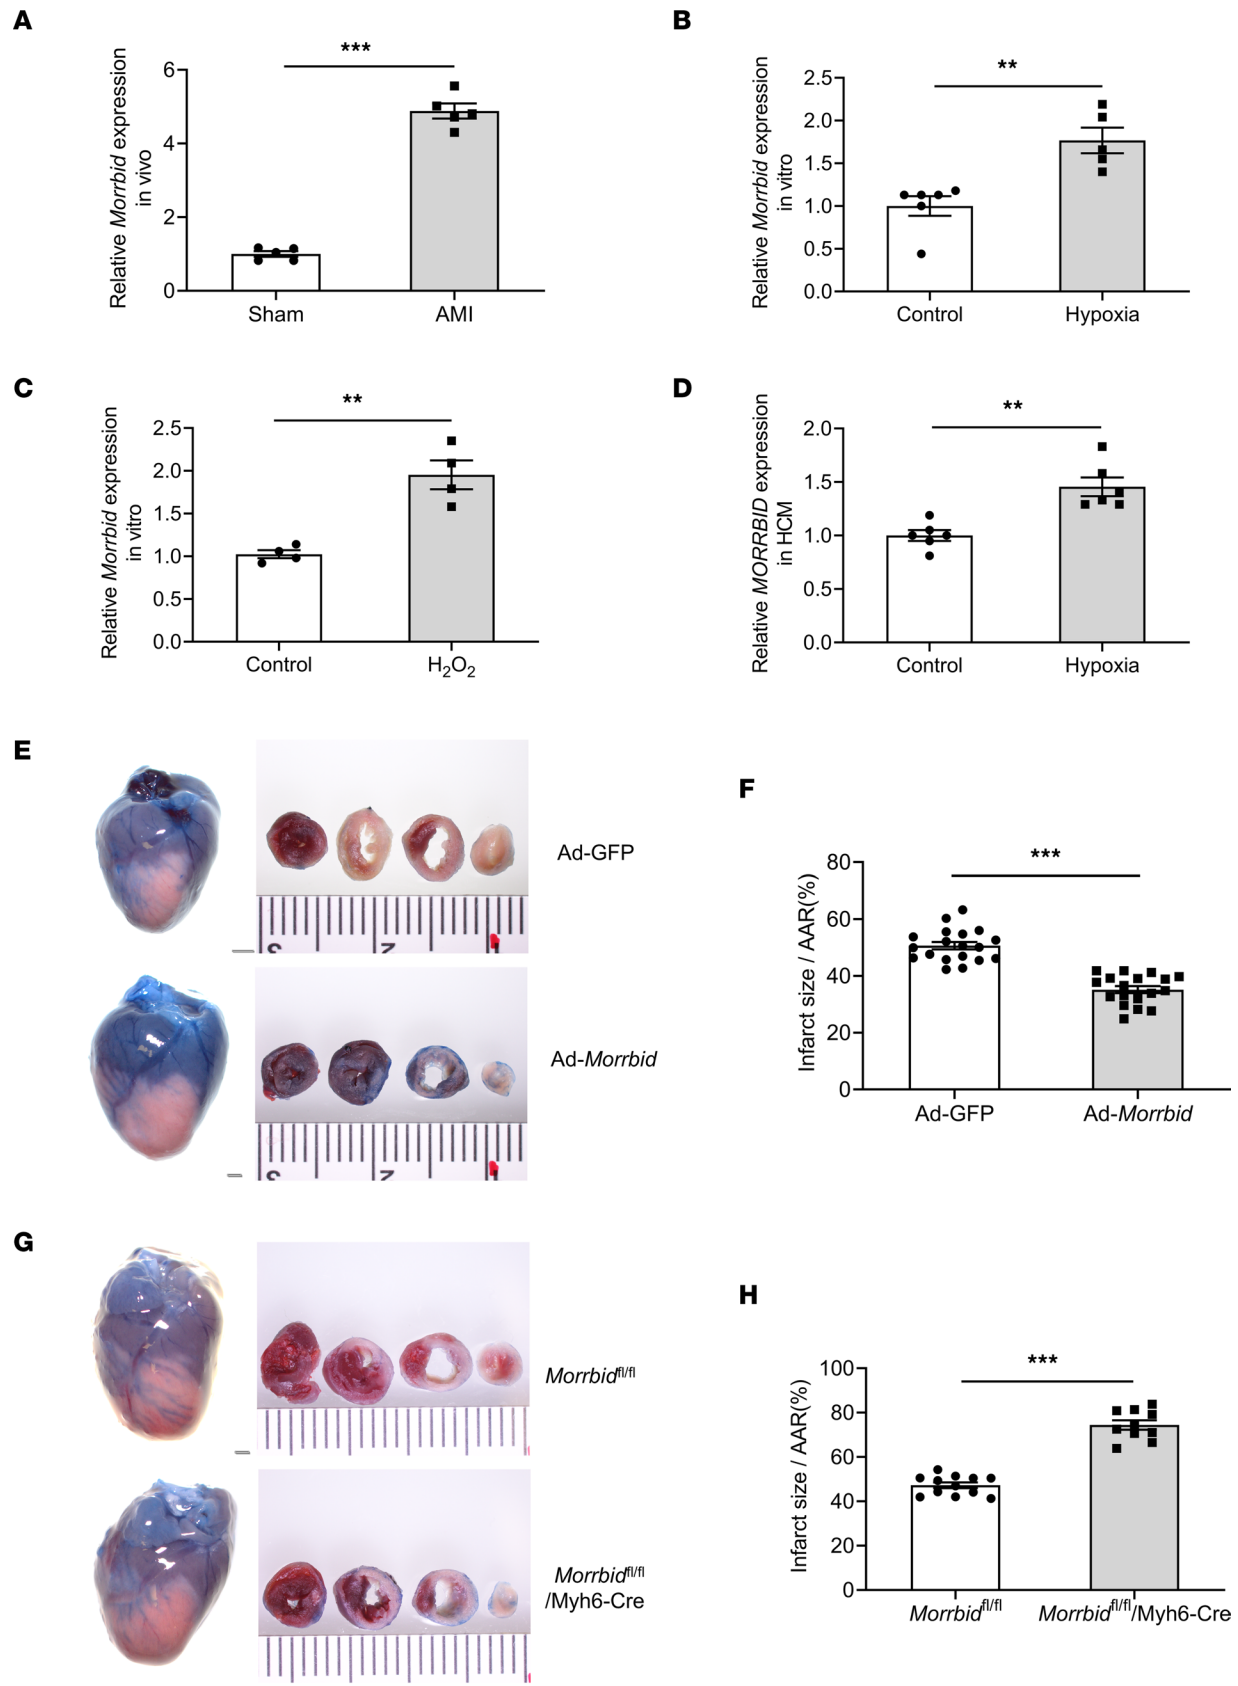 A
***
Relative Morrbid expression
in vivo
6
4
2
0
Sham
AMI
B
**
Relative Morrbid expression
in vitro
2.5
2.0
1.5
1.0
0.5
0.0
Control
Hypoxia
C
**
Relative Morrbid expression
in vitro
2.5
2.0
1.5
1.0
0.5
0.0
Control
H₂O₂
D
**
Relative MORRBID expression
in HCM
2.0
1.5
1.0
0.5
0.0
Control
Hypoxia
E
Ad-GFP
3
2
Ad-Morrbid
3
2
F
***
Infarct size / AAR(%)
80
60
40
20
0
Ad-GFP
Ad-Morrbid
G
Morrbidfl/fl
Morrbidfl/fl
/Myh6-Cre
H
***
Infarct size / AAR(%)
100
80
60
40
20
0
Morrbidfl/fl
Morrbidfl/fl/Myh6-Cre